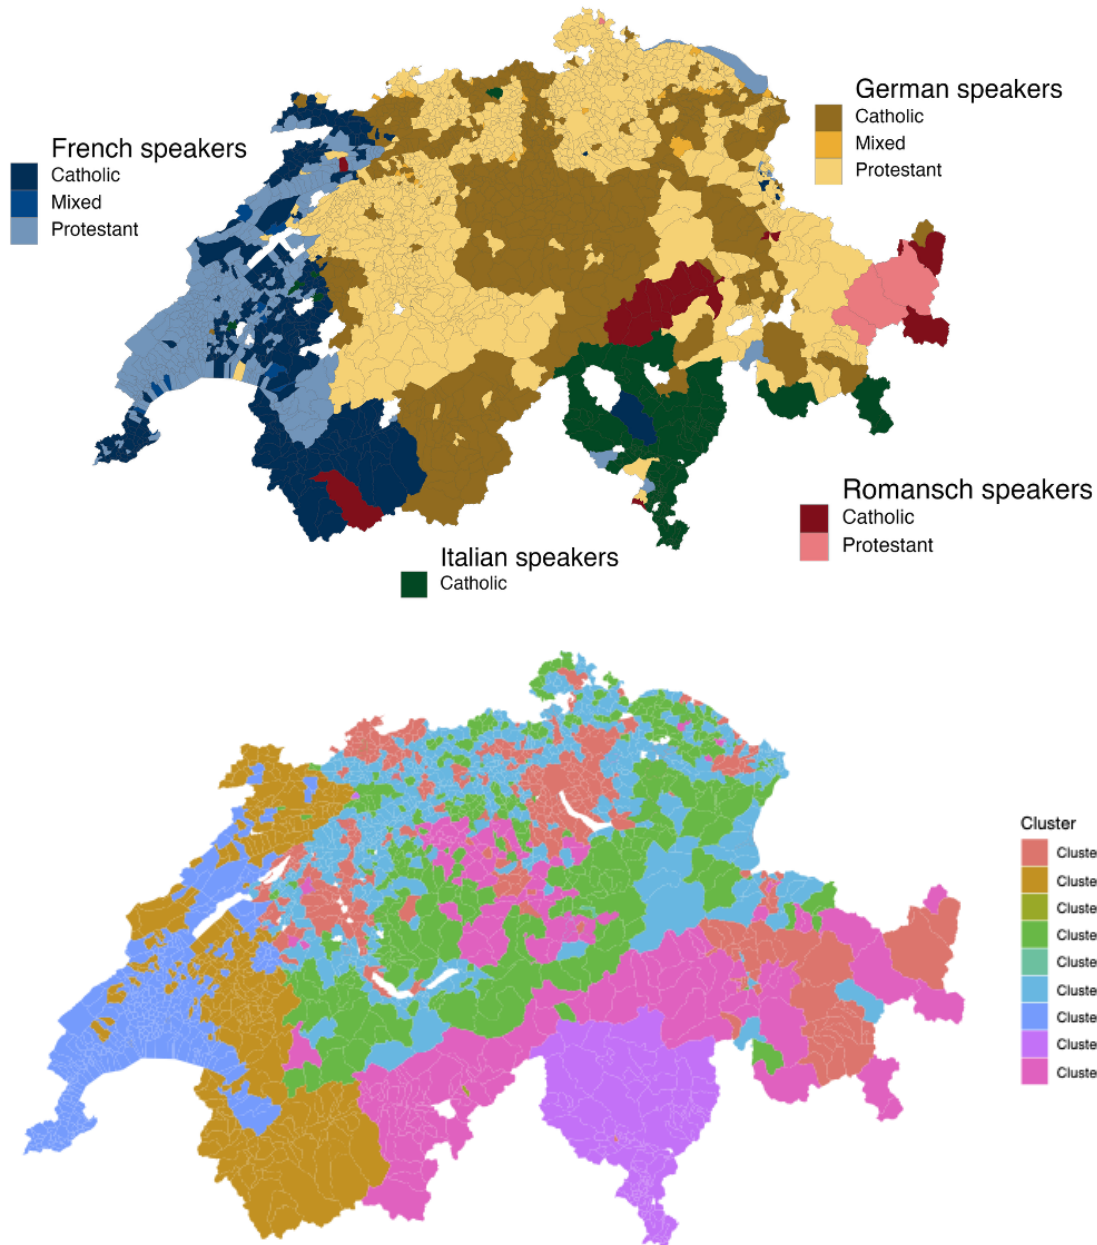 German speakers
Catholic
Mixed
Protestant
French speakers
Catholic
Mixed
Protestant
Romansch speakers
Catholic
Protestant
Italian speakers
Catholic
Cluster
Cluste
Cluste
Cluste
Cluste
Cluste
Cluste
Cluste
Cluste
Cluste